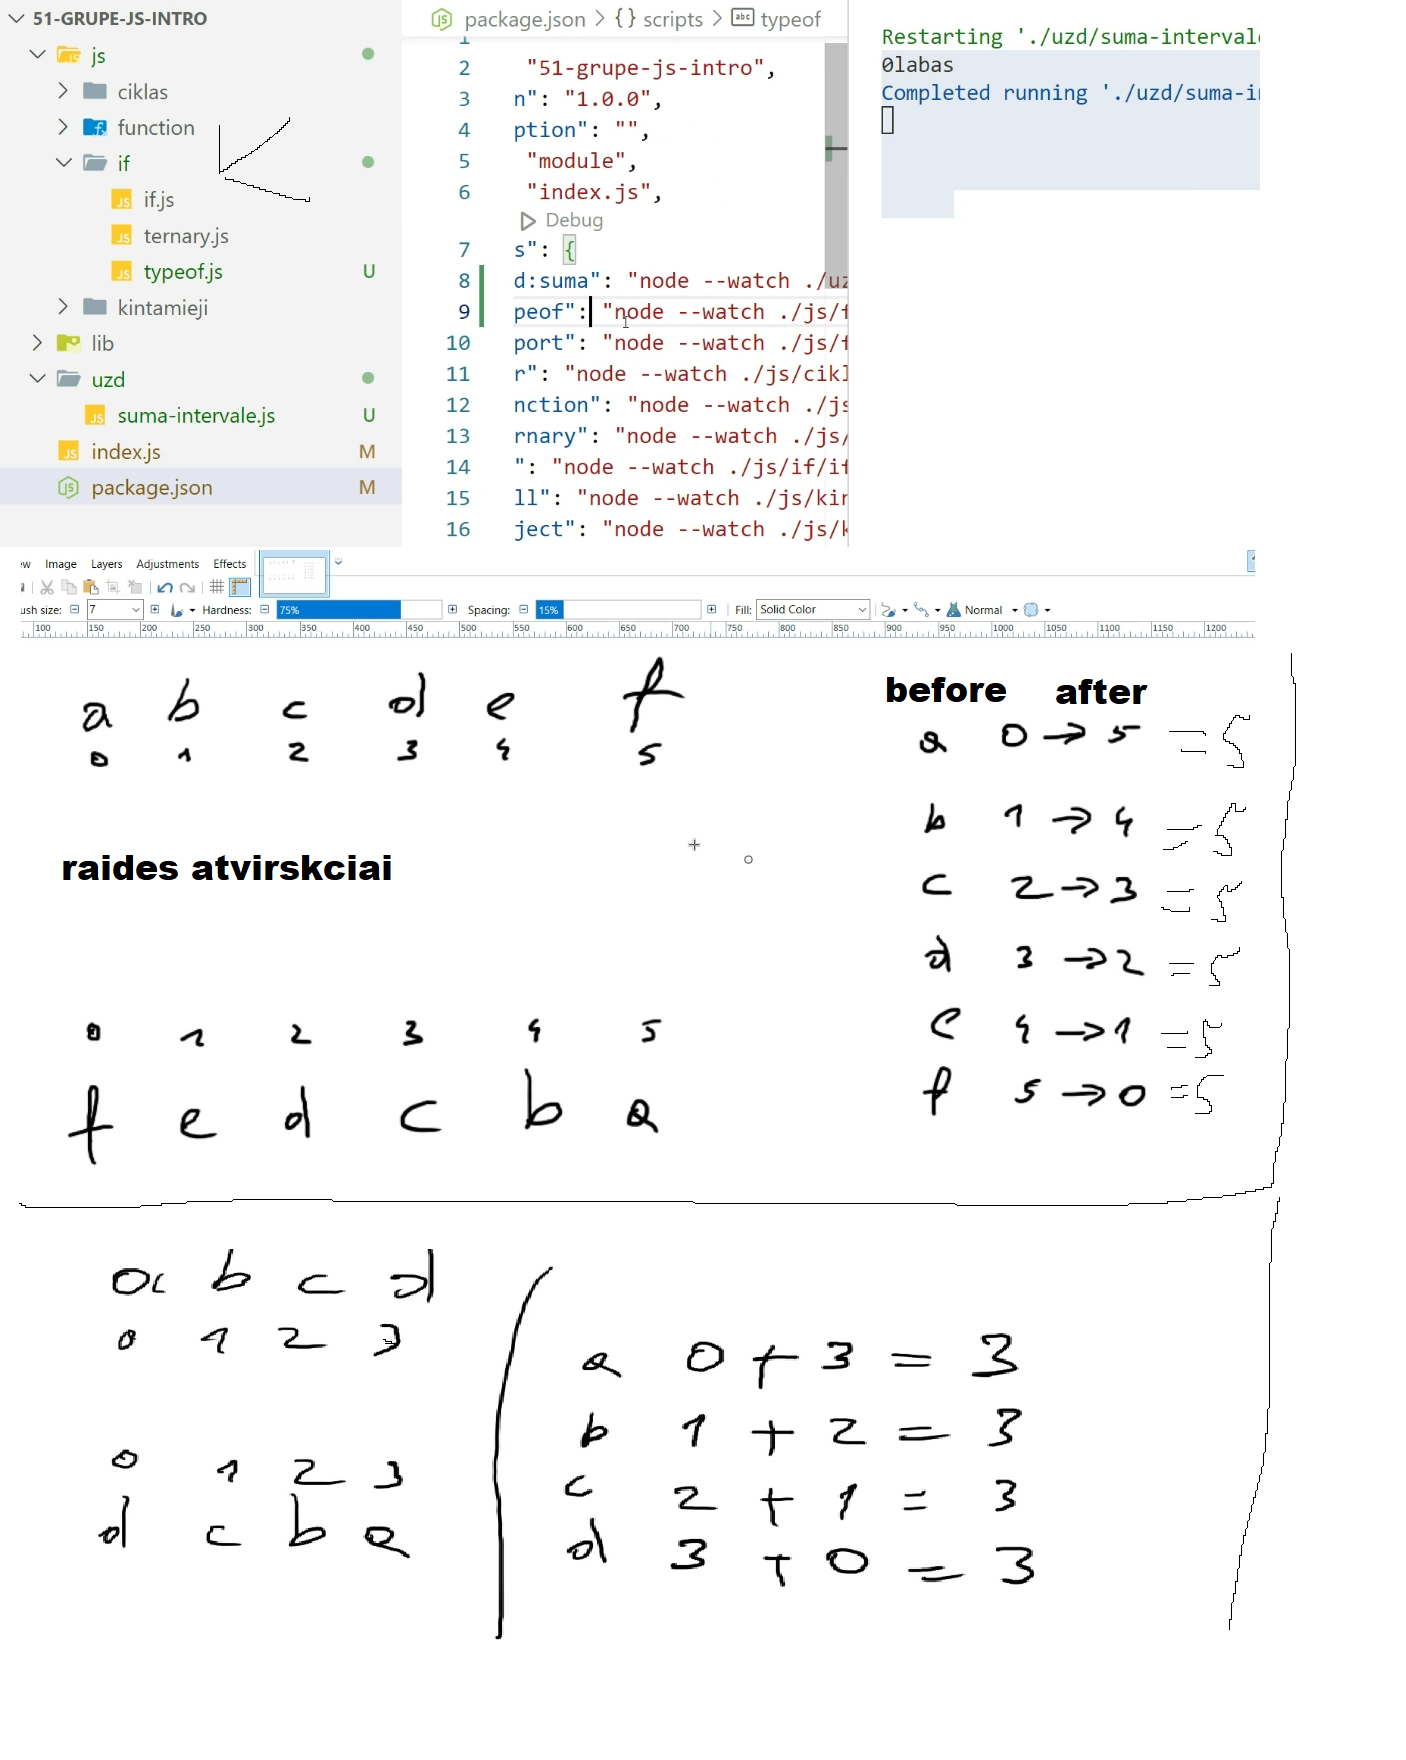 51-GRUPE-JS-INTRO
js
ciklas
function
if
if.js
ternary.js
typeof.js U
kintamieji
lib
uzd
suma-intervale.js U
index.js M
package.json M
package.json > {} scripts > abc typeof
1
2 "51-grupe-js-intro",
3 n": "1.0.0",
4 ption": "",
5 "module",
6 "index.js",
Debug
7 s": {
8 d:suma": "node --watch ./uz
9 peof": "node --watch ./js/f
10 port": "node --watch ./js/f
11 r": "node --watch ./js/cikl
12 nction": "node --watch ./js
13 rnary": "node --watch ./js/
14 ": "node --watch ./js/if/if
15 ll": "node --watch ./js/kin
16 ject": "node --watch ./js/k
Restarting './uzd/suma-intervale
0labas
Completed running './uzd/suma-in
ew Image Layers Adjustments Effects
ush size: 7 Hardness: 75% Spacing: 15% Fill: Solid Color Normal
100 150 200 250 300 350 400 450 500 550 600 650 700 750 800 850 900 950 1000 1050 1100 1150 1200
a b c d e f
0 1 2 3 4 5
raides atvirskciai
0 1 2 3 4 5
f e d c b a
before after
a 0 → 5 = 5
b 1 → 4 = 5
c 2 → 3 = 5
d 3 → 2 = 5
e 4 → 1 = 5
f 5 → 0 = 5
a b c d
0 1 2 3
0 1 2 3
d c b a
a 0 + 3 = 3
b 1 + 2 = 3
c 2 + 1 = 3
d 3 + 0 = 3